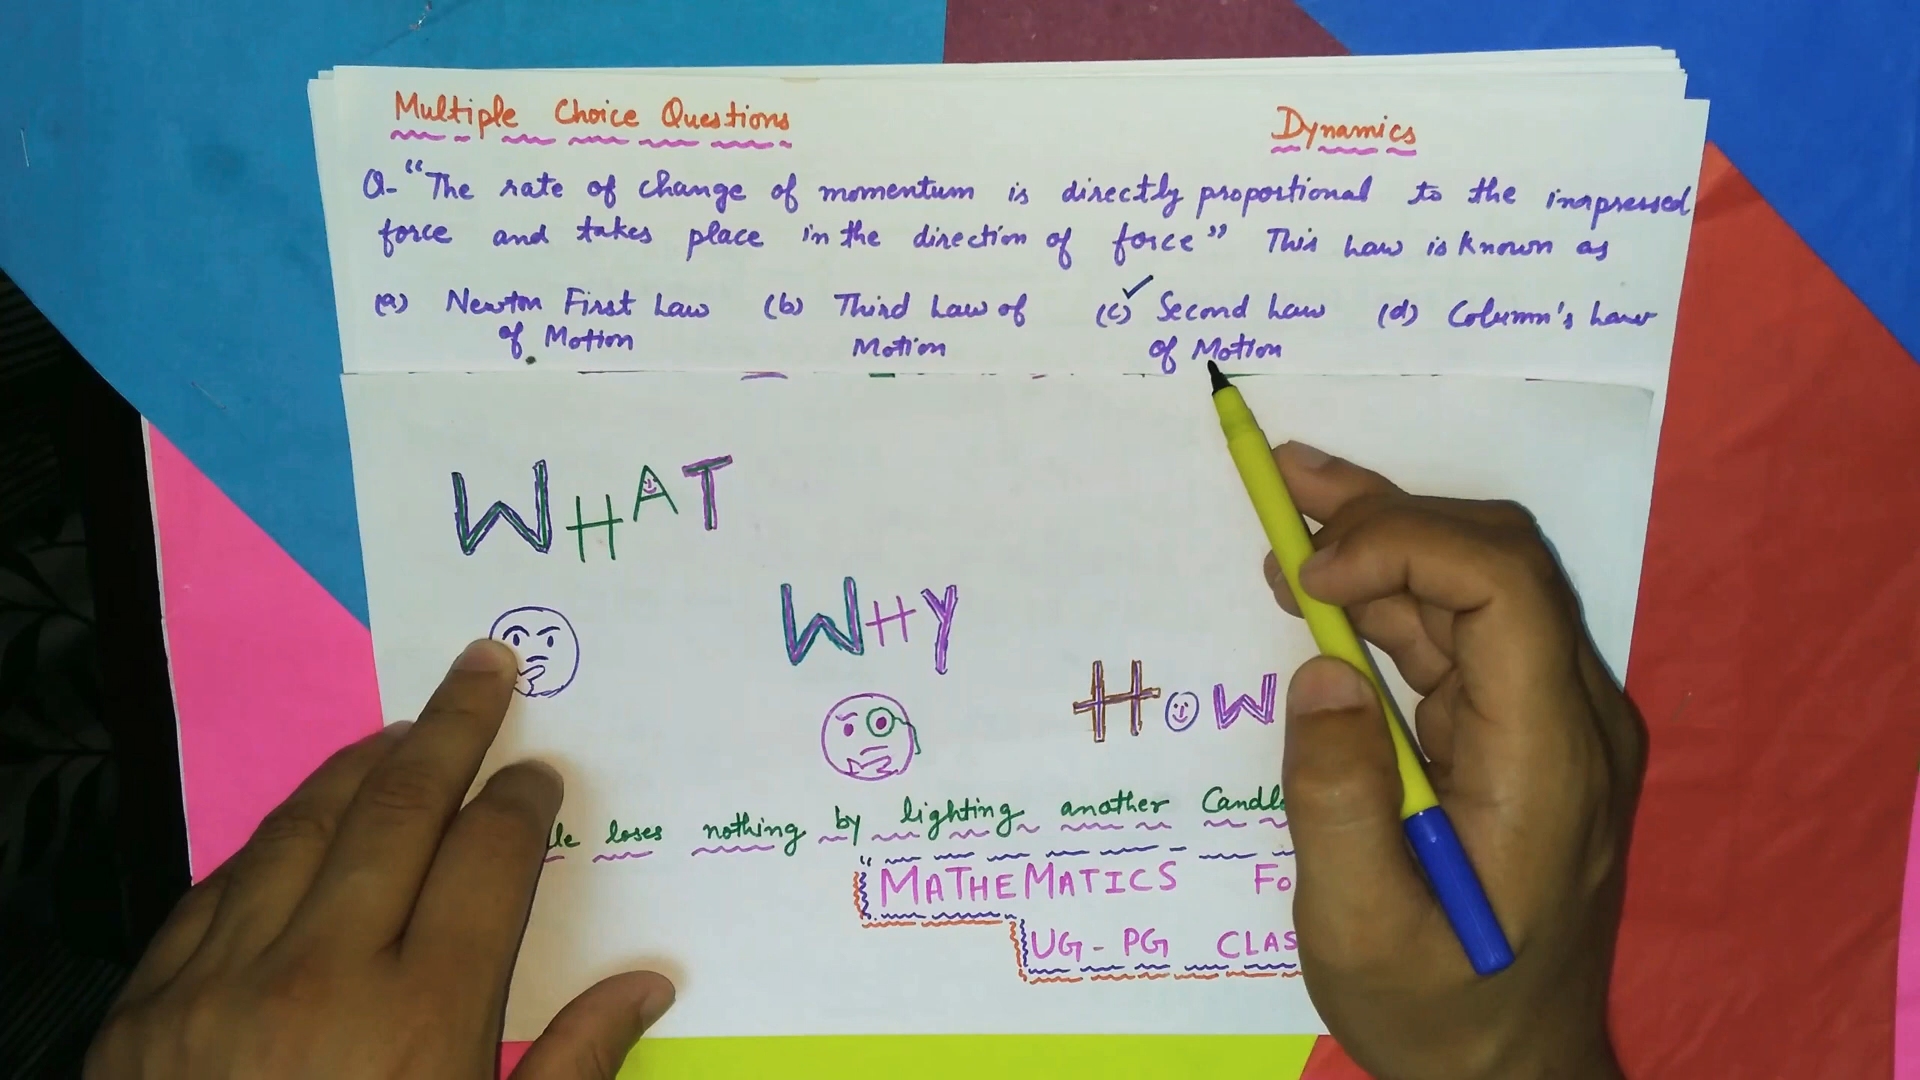 Multiple Choice Questions
Dynamics
Q- "The rate of change of momentum is directly proportional to the impressed
force and takes place in the direction of force" This Law is known as
(a) Newton First Law (b) Third Law of (c) Second Law (d) Column's Law
of Motion Motion of Motion
WHAT
WHY
HOW
loses nothing by lighting another
"MATHEMATICS Fo
UG-PG CLAS